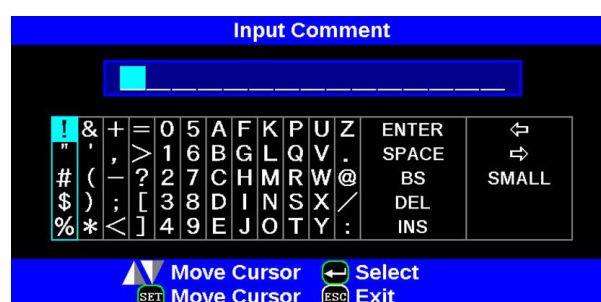 Input Comment
! & + = 0 5 A F K P U Z ENTER ⇦
" ' , > 1 6 B G L Q V . SPACE ⇨
# ( − ? 2 7 C H M R W @ BS SMALL
$ ) ; [ 3 8 D I N S X / DEL
% * < ] 4 9 E J O T Y : INS
Move Cursor Select
SET Move Cursor ESC Exit